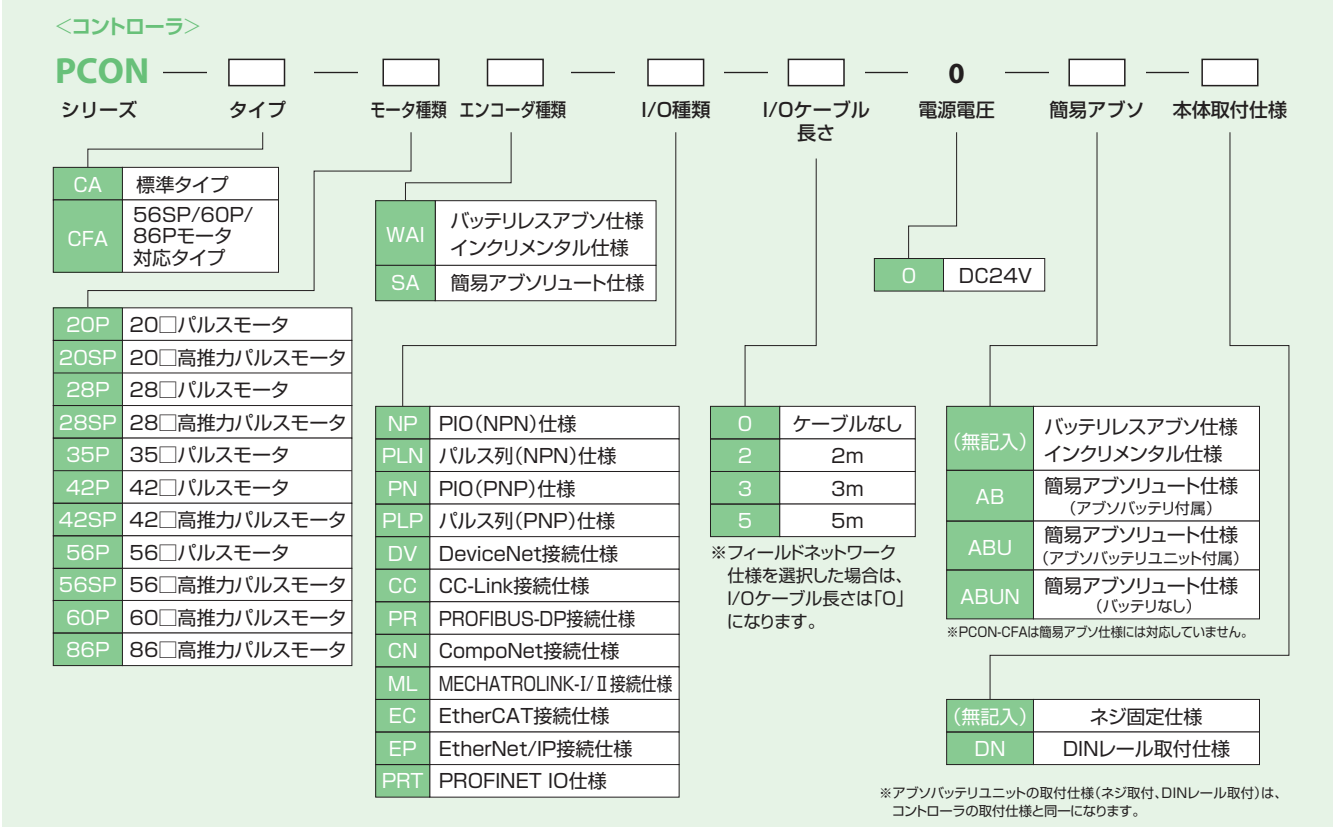 ＜コントローラ＞
PCON ― □ ― □ □ ― □ ― □ ― 0 ― □ ― □
シリーズ タイプ モータ種類 エンコーダ種類 I/O種類 I/Oケーブル 電源電圧 簡易アブソ 本体取付仕様
長さ
CA 標準タイプ
CFA 56SP/60P/
86Pモータ
対応タイプ
20P 20□パルスモータ
20SP 20□高推力パルスモータ
28P 28□パルスモータ
28SP 28□高推力パルスモータ
35P 35□パルスモータ
42P 42□パルスモータ
42SP 42□高推力パルスモータ
56P 56□パルスモータ
56SP 56□高推力パルスモータ
60P 60□高推力パルスモータ
86P 86□高推力パルスモータ
WAI バッテリレスアブソ仕様
インクリメンタル仕様
SA 簡易アブソリュート仕様
NP PIO(NPN)仕様
PLN パルス列(NPN)仕様
PN PIO(PNP)仕様
PLP パルス列(PNP)仕様
DV DeviceNet接続仕様
CC CC-Link接続仕様
PR PROFIBUS-DP接続仕様
CN CompoNet接続仕様
ML MECHATROLINK-Ⅰ/Ⅱ接続仕様
EC EtherCAT接続仕様
EP EtherNet/IP接続仕様
PRT PROFINET IO仕様
0 ケーブルなし
2 2m
3 3m
5 5m
※フィールドネットワーク
仕様を選択した場合は、
I/Oケーブル長さは「0」
になります。
0 DC24V
(無記入) バッテリレスアブソ仕様
インクリメンタル仕様
AB 簡易アブソリュート仕様
(アブソバッテリ付属)
ABU 簡易アブソリュート仕様
(アブソバッテリユニット付属)
ABUN 簡易アブソリュート仕様
(バッテリなし)
※PCON-CFAは簡易アブソ仕様には対応していません。
(無記入) ネジ固定仕様
DN DINレール取付仕様
※アブソバッテリユニットの取付仕様(ネジ取付、DINレール取付)は、
コントローラの取付仕様と同一になります。